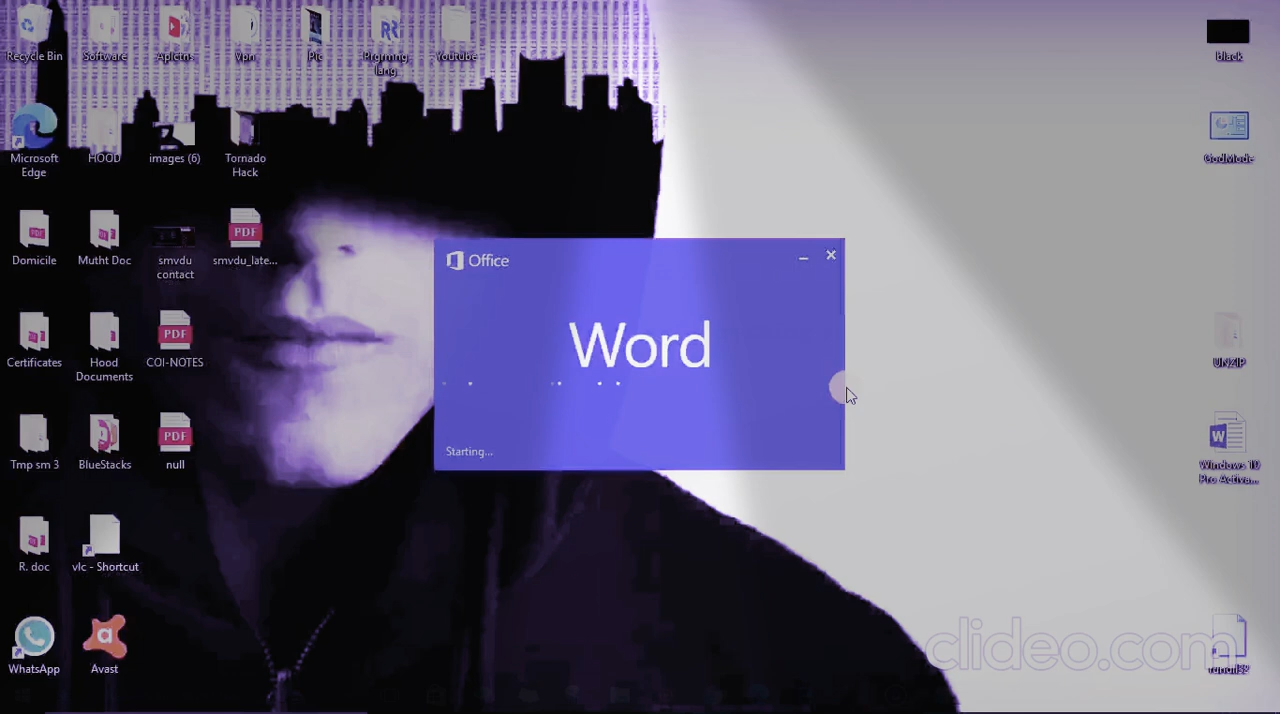 Recycle Bin
Software
Aplctns
Vpn
Pic
Prgrming
lang
Youtube
black
Microsoft
Edge
HOOD
images (6)
Tornado
Hack
GodMode
Domicile
Mutht Doc
smvdu
contact
PDF
smvdu_late...
Office
Word
Starting...
Certificates
Hood
Documents
PDF
COI-NOTES
UNZIP
Tmp sm 3
BlueStacks
PDF
null
W
Windows 10
Pro Activa...
R. doc
vlc - Shortcut
WhatsApp
a
Avast
rundll32
clideo.com